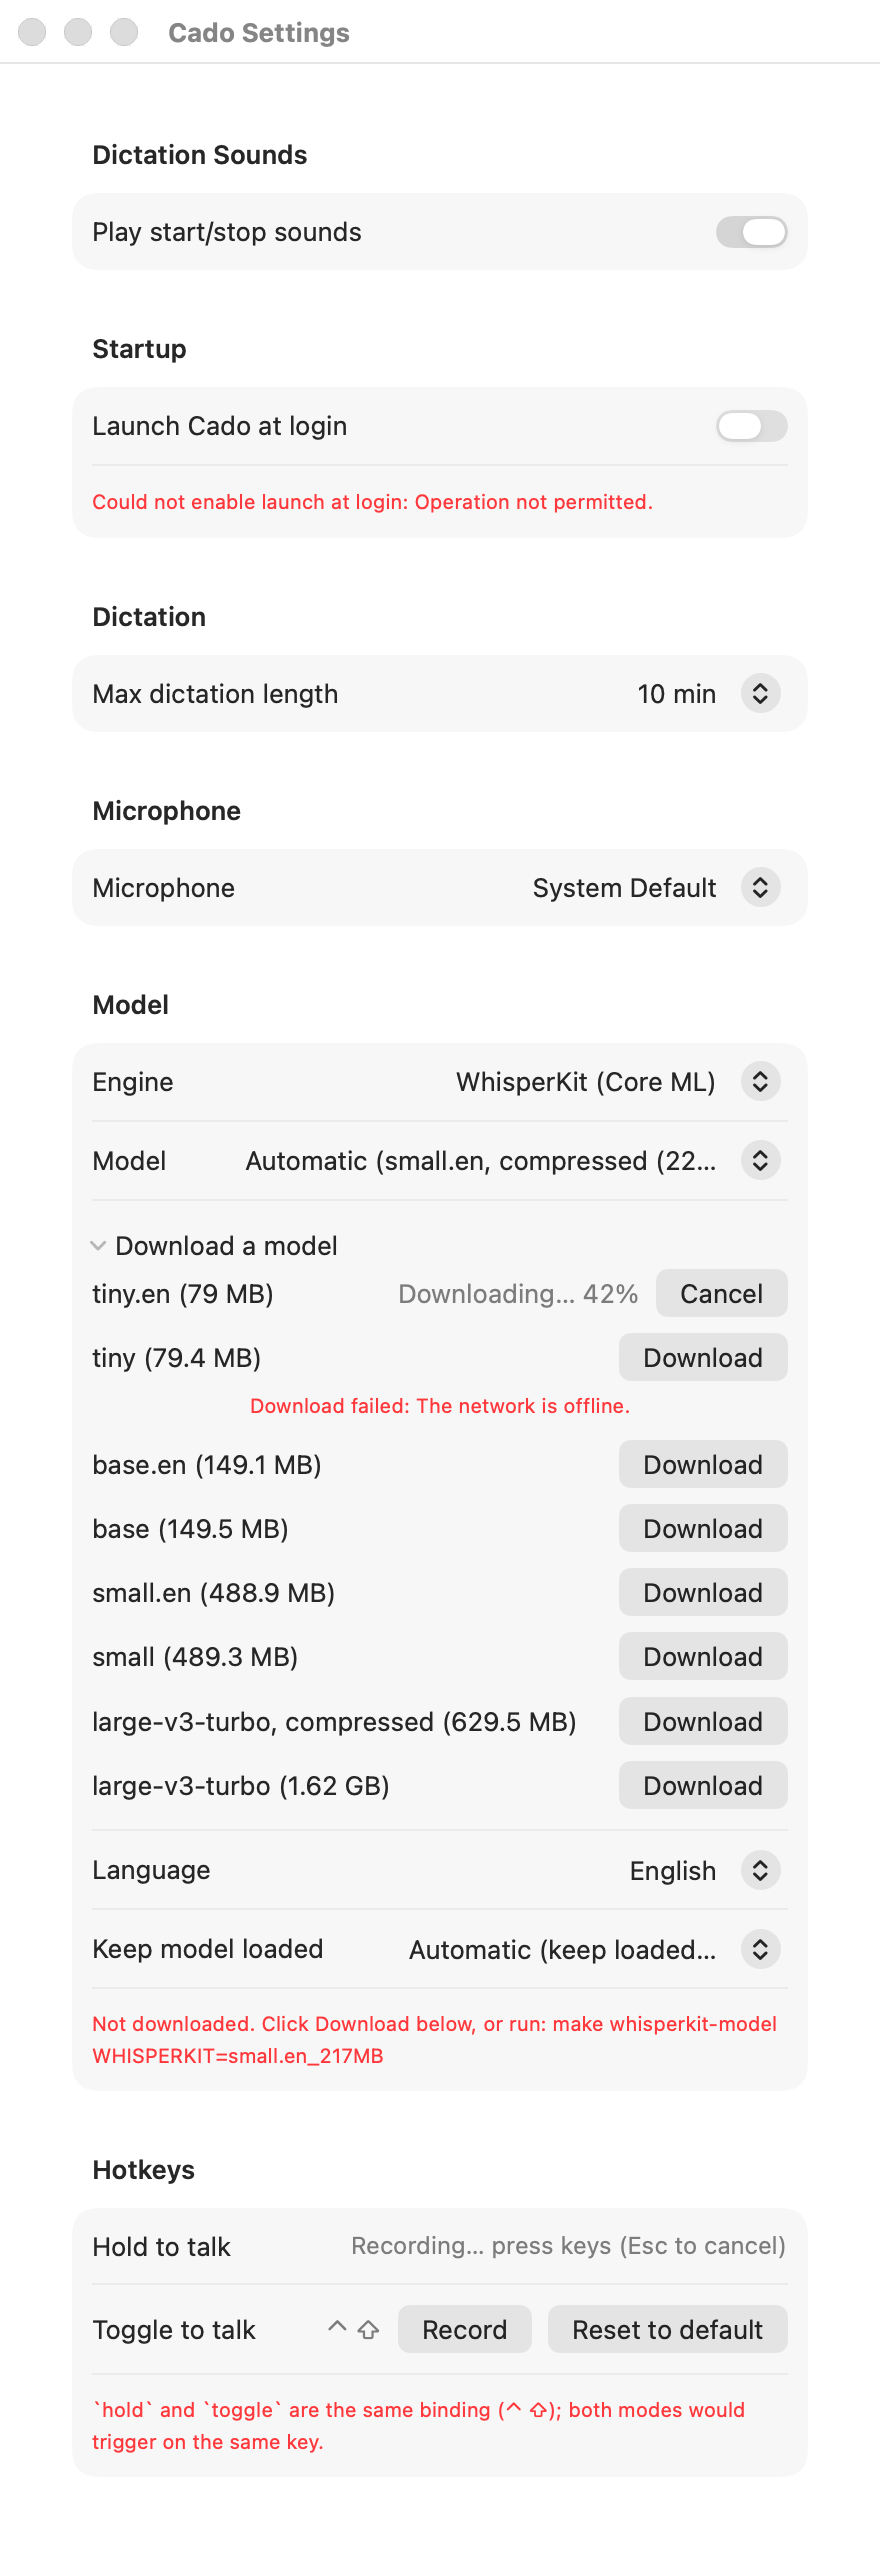 Cado Settings
Dictation Sounds
Play start/stop sounds
Startup
Launch Cado at login
Could not enable launch at login: Operation not permitted.
Dictation
Max dictation length 10 min
Microphone
Microphone System Default
Model
Engine WhisperKit (Core ML)
Model Automatic (small.en, compressed (22...
Download a model
tiny.en (79 MB) Downloading... 42% Cancel
tiny (79.4 MB) Download
Download failed: The network is offline.
base.en (149.1 MB) Download
base (149.5 MB) Download
small.en (488.9 MB) Download
small (489.3 MB) Download
large-v3-turbo, compressed (629.5 MB) Download
large-v3-turbo (1.62 GB) Download
Language English
Keep model loaded Automatic (keep loaded...
Not downloaded. Click Download below, or run: make whisperkit-model
WHISPERKIT=small.en_217MB
Hotkeys
Hold to talk Recording... press keys (Esc to cancel)
Toggle to talk ⌃ ⇧ Record Reset to default
`hold` and `toggle` are the same binding (⌃ ⇧); both modes would
trigger on the same key.